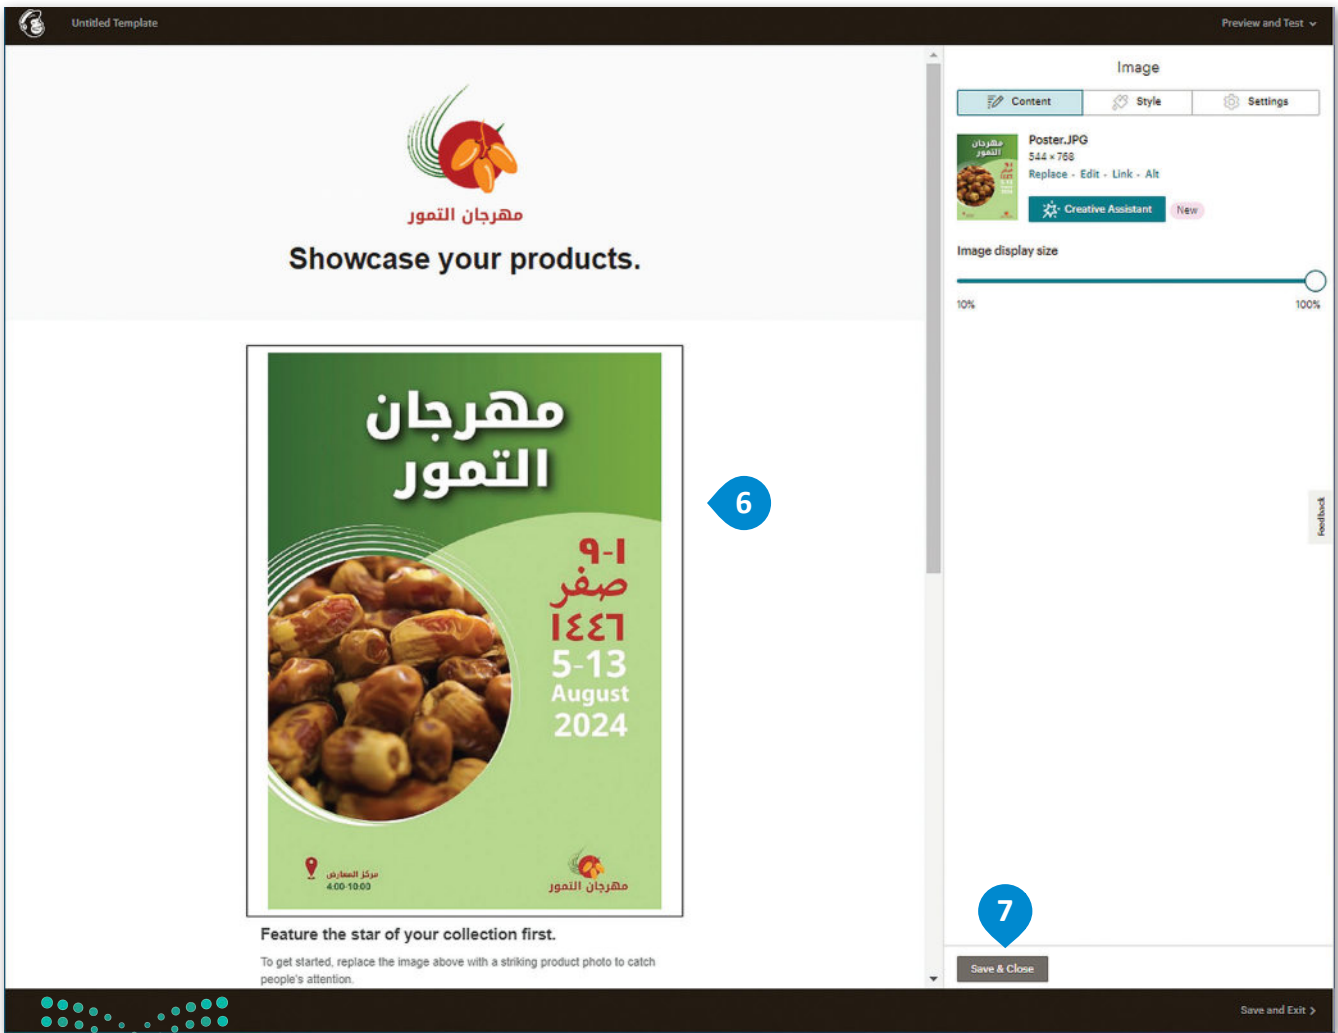 Untitled Template
Preview and Test
مهرجان التمور
Showcase your products.
مهرجان
التمور
٩-١
صفر
١٤٤٦
5-13
August
2024
مركز المعارض
4:00-10:00
مهرجان التمور
6
Feature the star of your collection first.
To get started, replace the image above with a striking product photo to catch
people's attention.
Image
Content
Style
Settings
مهرجان
التمور
Poster.JPG
544 × 768
Replace - Edit - Link - Alt
Creative Assistant
New
Image display size
10%
100%
Feedback
7
Save & Close
Save and Exit